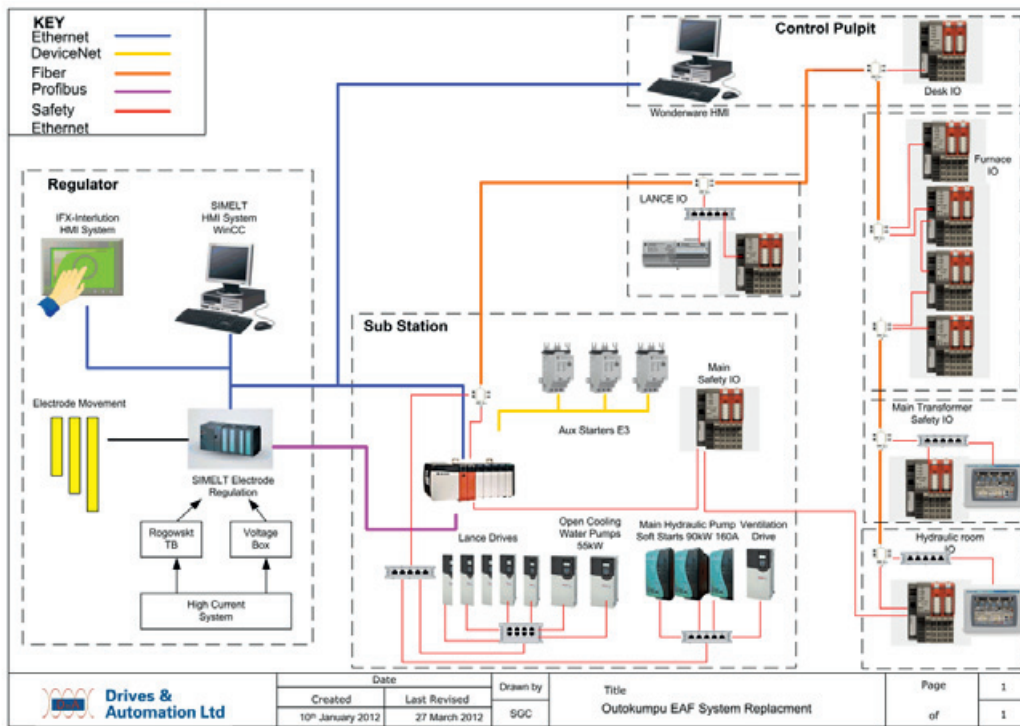 KEY
Ethernet
DeviceNet
Fiber
Profibus
Safety
Ethernet
Control Pulpit
Wonderware HMI
Desk IO
Furnace
IO
Regulator
IFX-Interlution
HMI System
SIMELT
HMI System
WinCC
LANCE IO
Sub Station
Aux Starters E3
Main
Safety IO
Electrode Movement
SIMELT Electrode
Regulation
Rogowskt
TB
Voltage
Box
High Current
System
Lance Drives
Open Cooling
Water Pumps
55kW
Main Hydraulic Pump
Soft Starts 90kW 160A
Ventilation
Drive
Main Transformer
Safety IO
Hydraulic room
IO
Drives &
Automation Ltd
Date
Created
Last Revised
10th January 2012
27 March 2012
Drawn by
SGC
Title
Outokumpu EAF System Replacment
Page
1
of
1